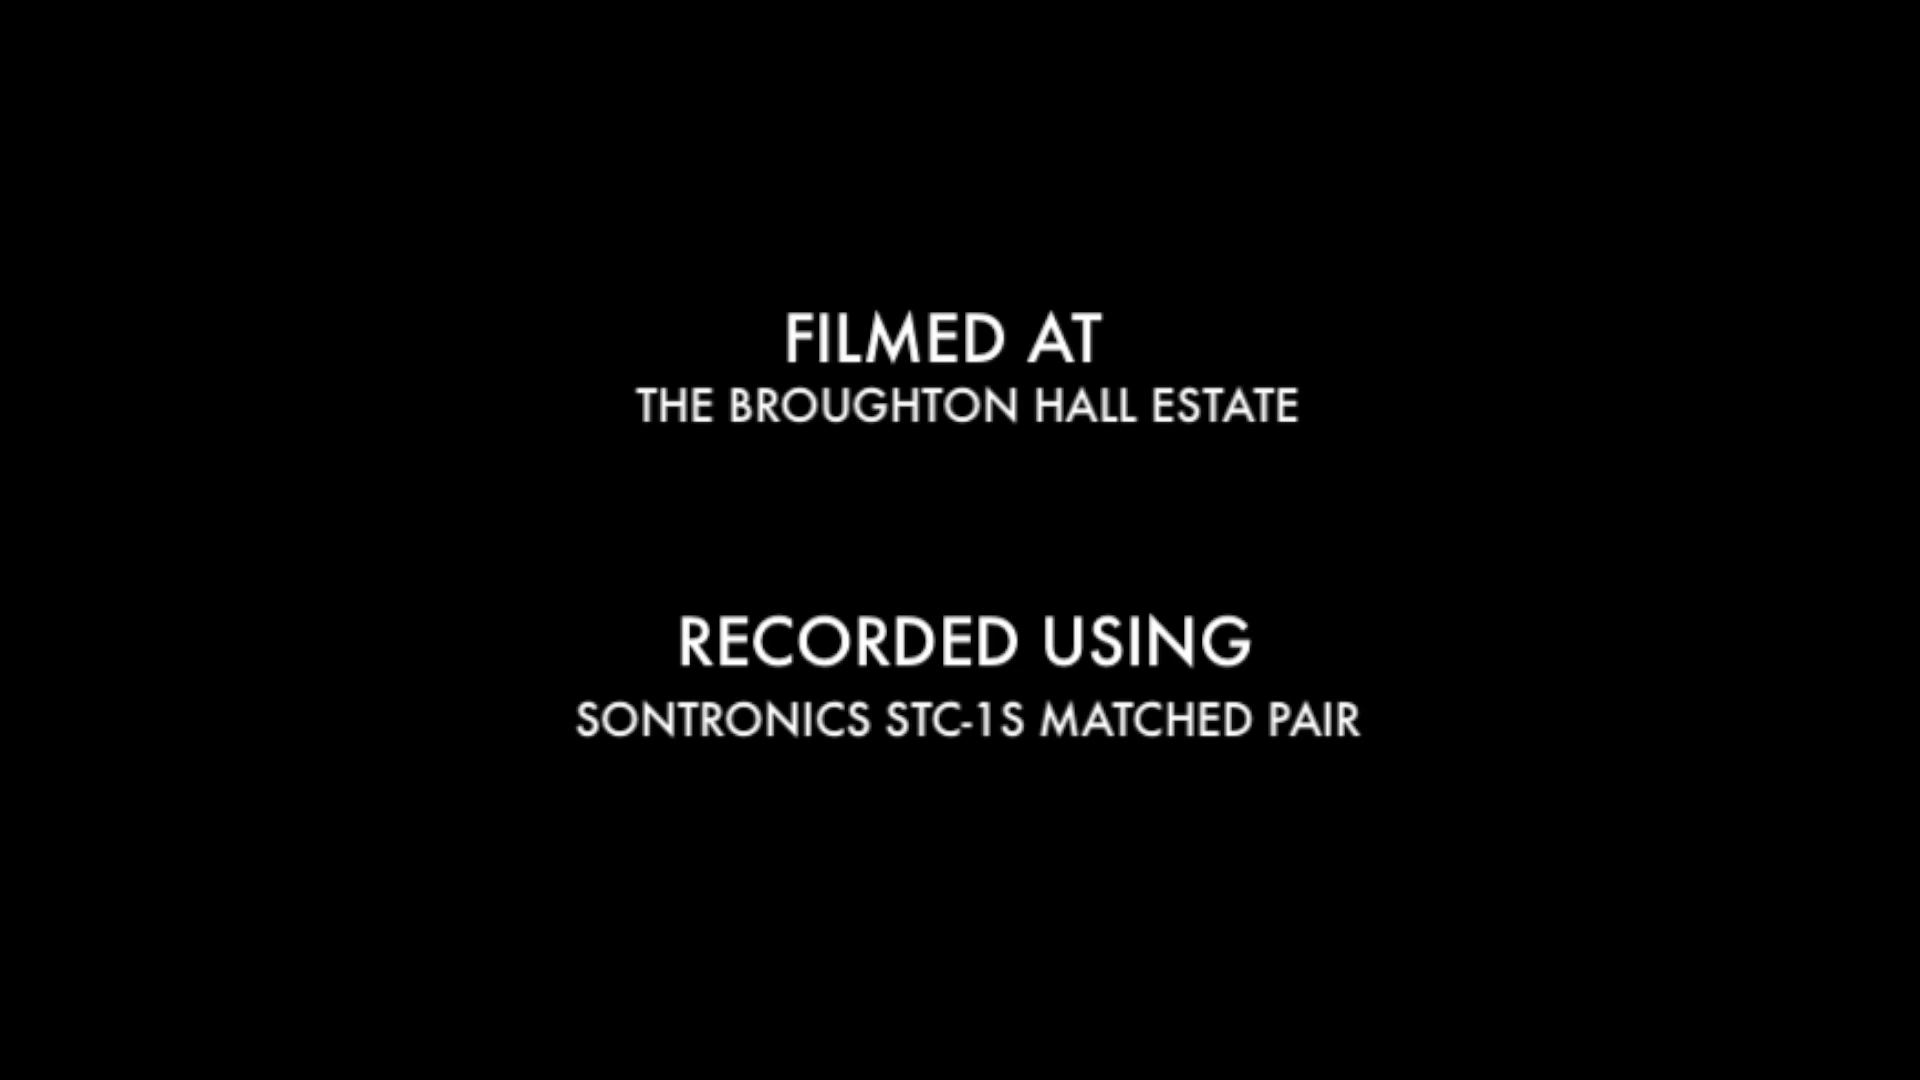 FILMED AT
THE BROUGHTON HALL ESTATE
RECORDED USING
SONTRONICS STC-1S MATCHED PAIR